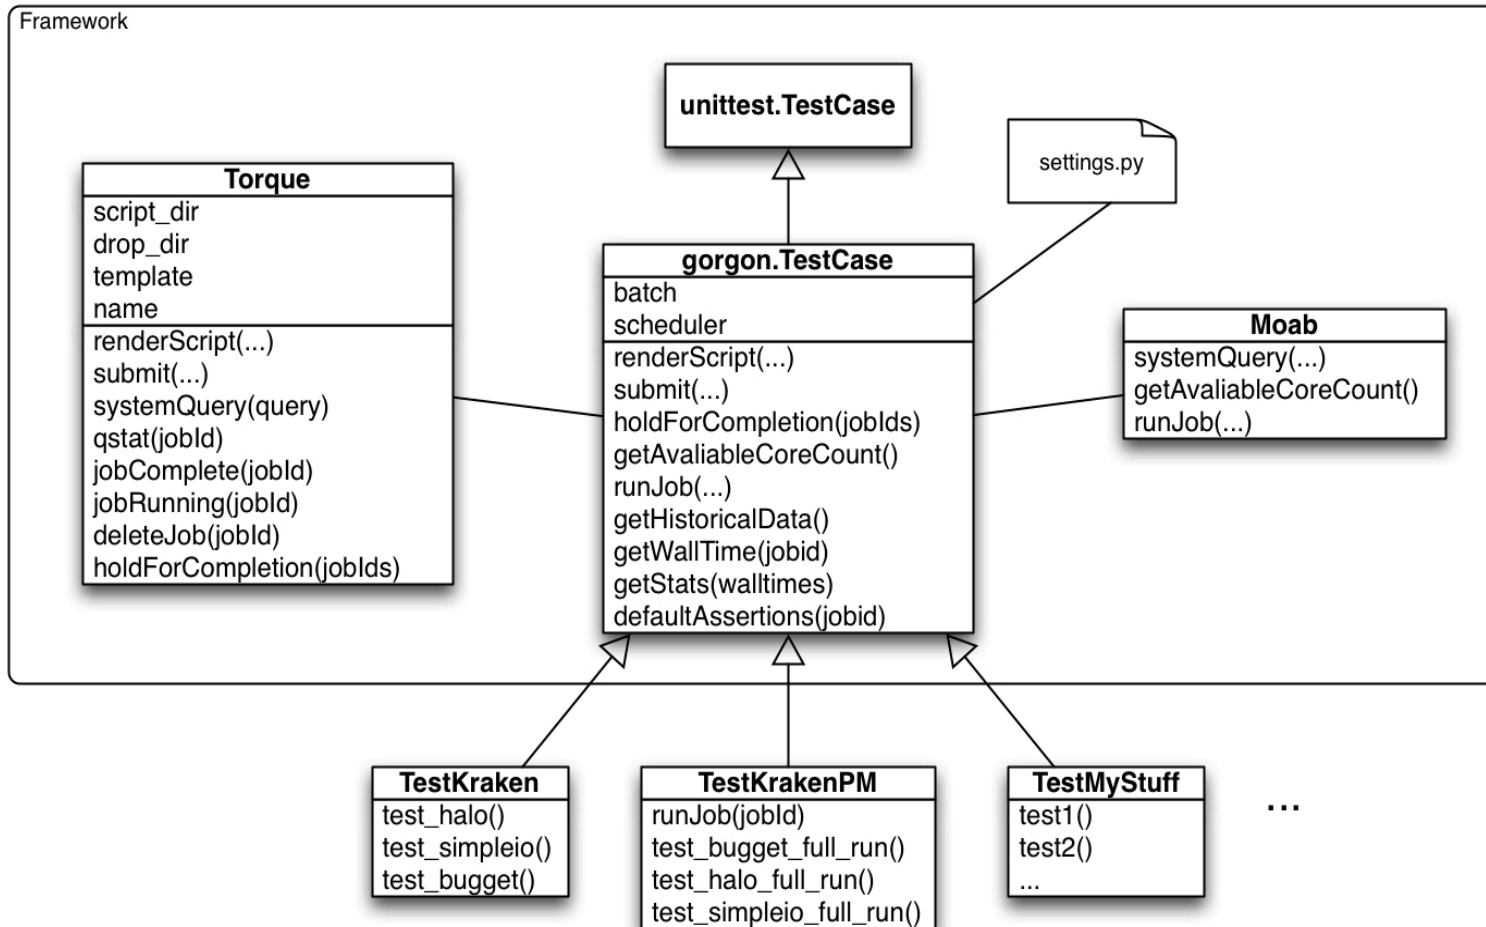 Framework
unittest.TestCase
settings.py
Torque
script_dir
drop_dir
template
name
renderScript(...)
submit(...)
systemQuery(query)
qstat(jobId)
jobComplete(jobId)
jobRunning(jobId)
deleteJob(jobId)
holdForCompletion(jobIds)
gorgon.TestCase
batch
scheduler
renderScript(...)
submit(...)
holdForCompletion(jobIds)
getAvaliableCoreCount()
runJob(...)
getHistoricalData()
getWallTime(jobid)
getStats(walltimes)
defaultAssertions(jobid)
Moab
systemQuery(...)
getAvaliableCoreCount()
runJob(...)
TestKraken
test_halo()
test_simpleio()
test_bugget()
TestKrakenPM
runJob(jobId)
test_bugget_full_run()
test_halo_full_run()
test_simpleio_full_run()
TestMyStuff
test1()
test2()
...
...